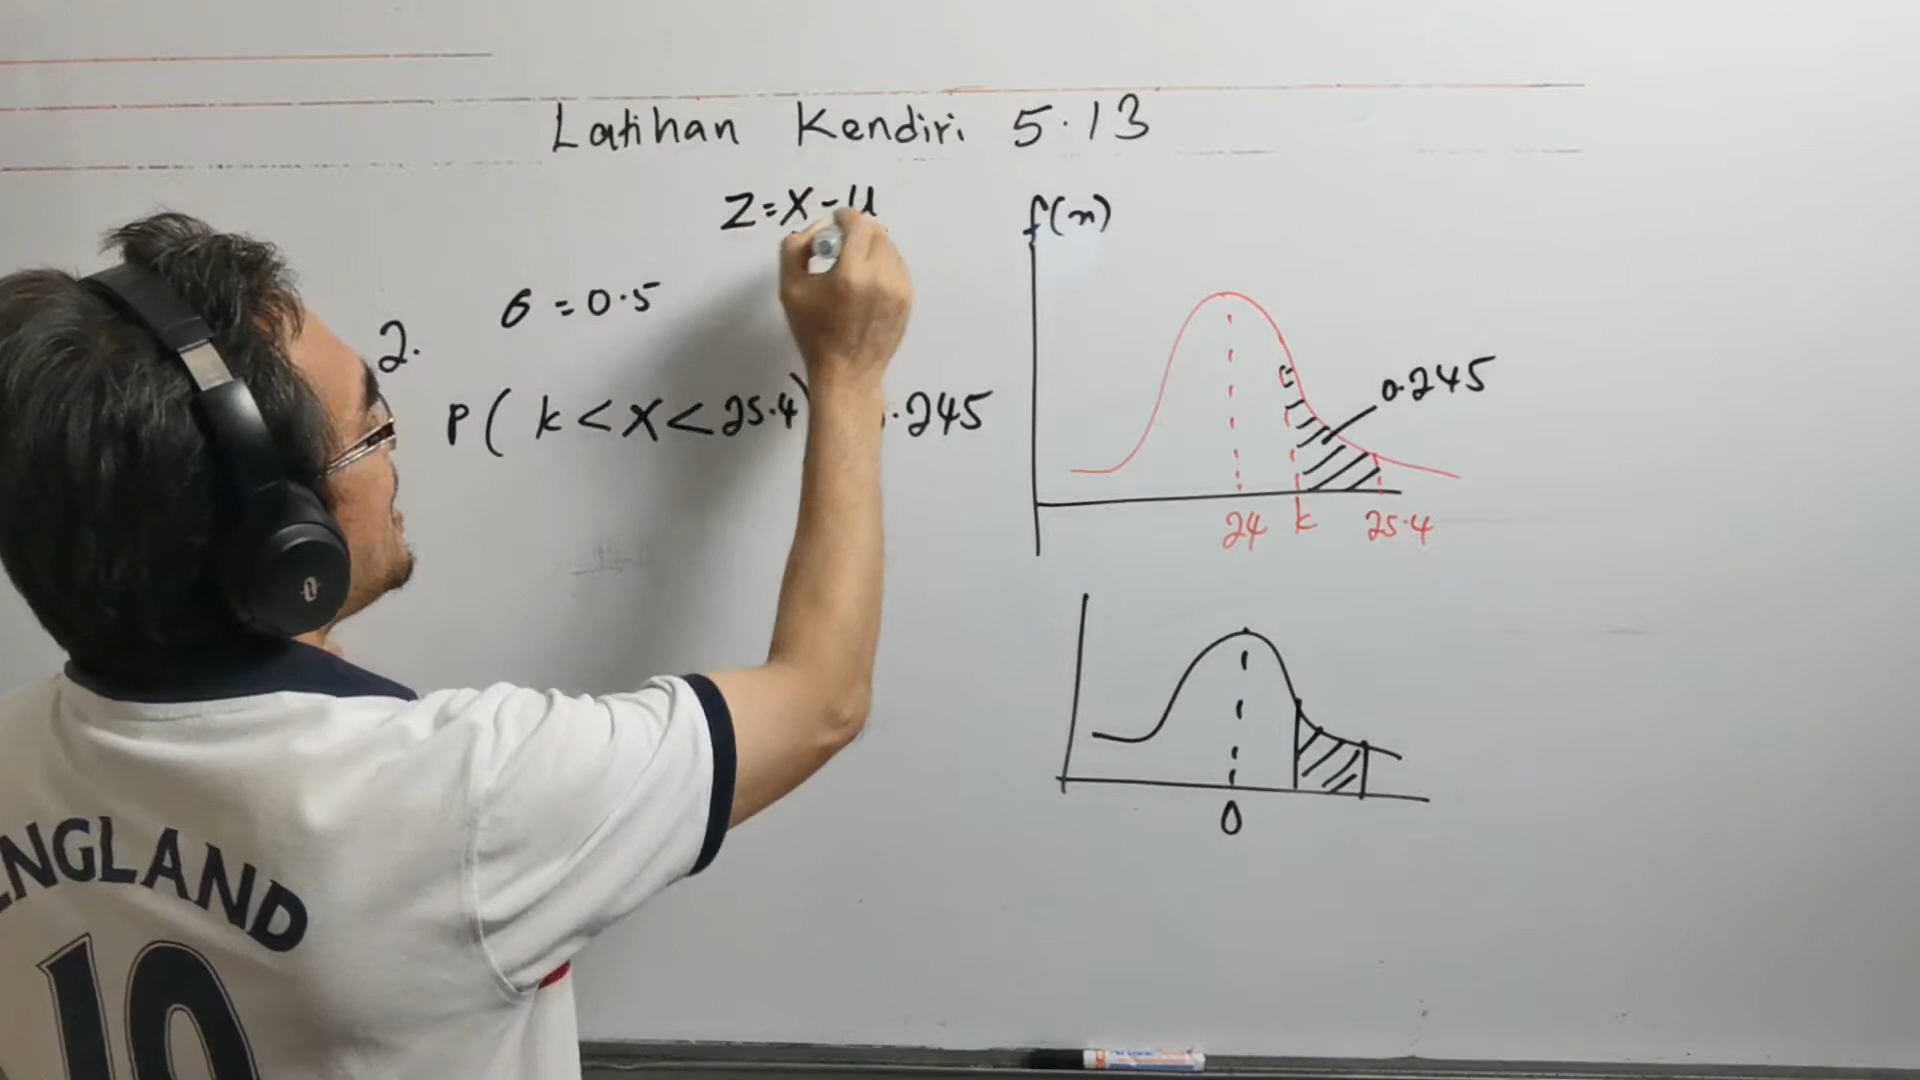 Latihan Kendiri 5.13
Z = X - μ
f(x)
σ = 0.5
2.
P( k < X < 25.4) .245
0.245
24 k 25.4
0
ENGLAND
10